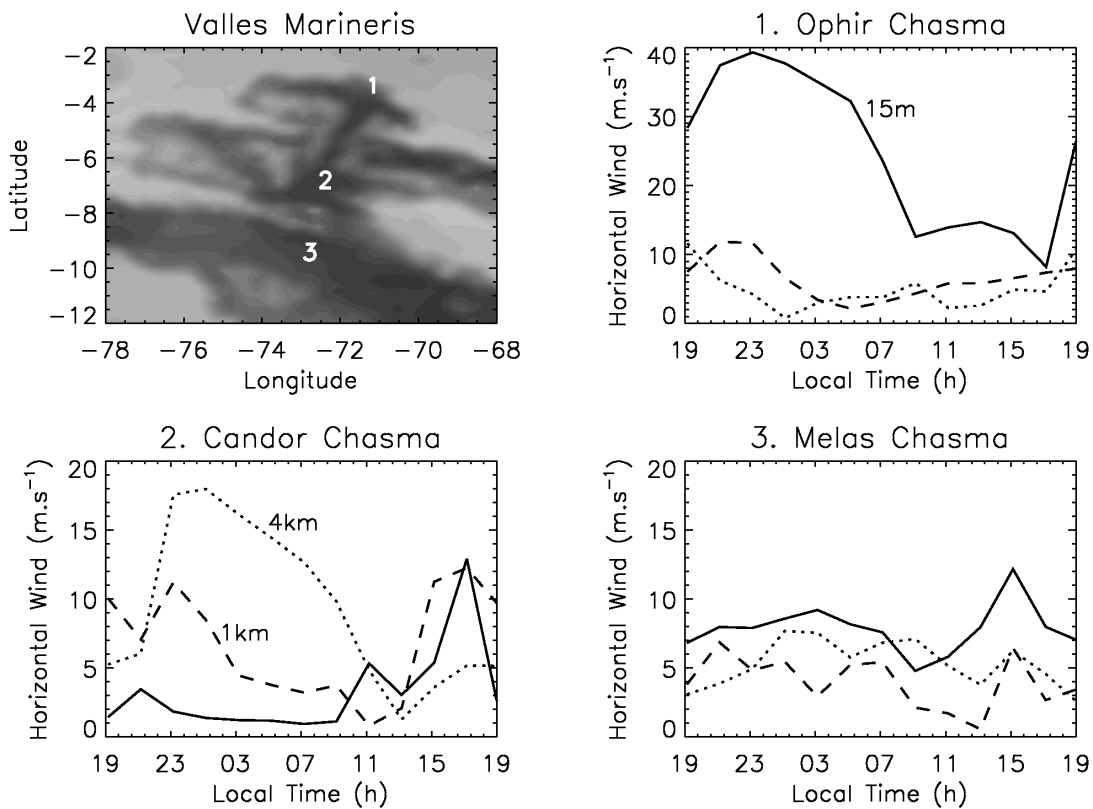 Valles Marineris
−2
−4
−6
−8
−10
−12
Latitude
1
2
3
−78 −76 −74 −72 −70 −68
Longitude
1. Ophir Chasma
40
30
20
10
0
Horizontal Wind (m.s⁻¹)
15m
19 23 03 07 11 15 19
Local Time (h)
2. Candor Chasma
20
15
10
5
0
Horizontal Wind (m.s⁻¹)
4km
1km
19 23 03 07 11 15 19
Local Time (h)
3. Melas Chasma
20
15
10
5
0
Horizontal Wind (m.s⁻¹)
19 23 03 07 11 15 19
Local Time (h)